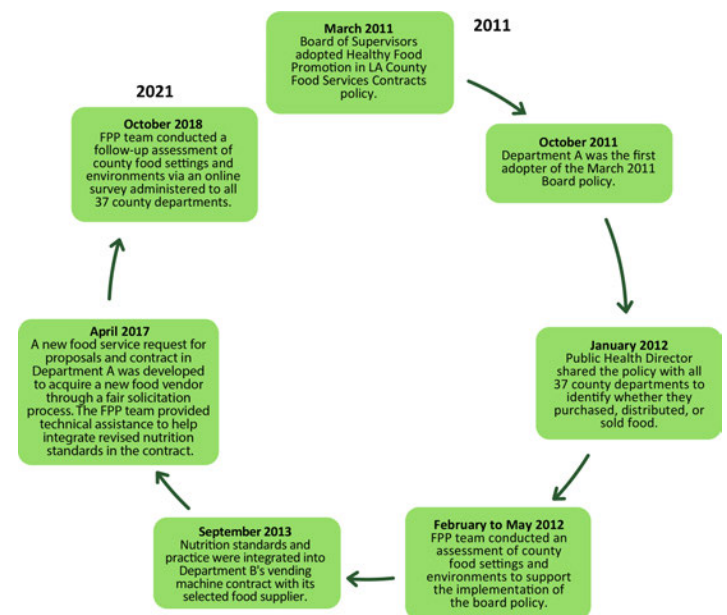 2011
March 2011
Board of Supervisors
adopted Healthy Food
Promotion in LA County
Food Services Contracts
policy.
October 2011
Department A was the first
adopter of the March 2011
Board policy.
January 2012
Public Health Director
shared the policy with all
37 county departments to
identify whether they
purchased, distributed, or
sold food.
February to May 2012
FPP team conducted an
assessment of county
food settings and
environments to support
the implementation of
the board policy.
September 2013
Nutrition standards and
practice were integrated into
Department B's vending
machine contract with its
selected food supplier.
April 2017
A new food service request for
proposals and contract in
Department A was developed
to acquire a new food vendor
through a fair solicitation
process. The FPP team provided
technical assistance to help
integrate revised nutrition
standards in the contract.
2021
October 2018
FPP team conducted a
follow-up assessment of
county food settings and
environments via an online
survey administered to all
37 county departments.